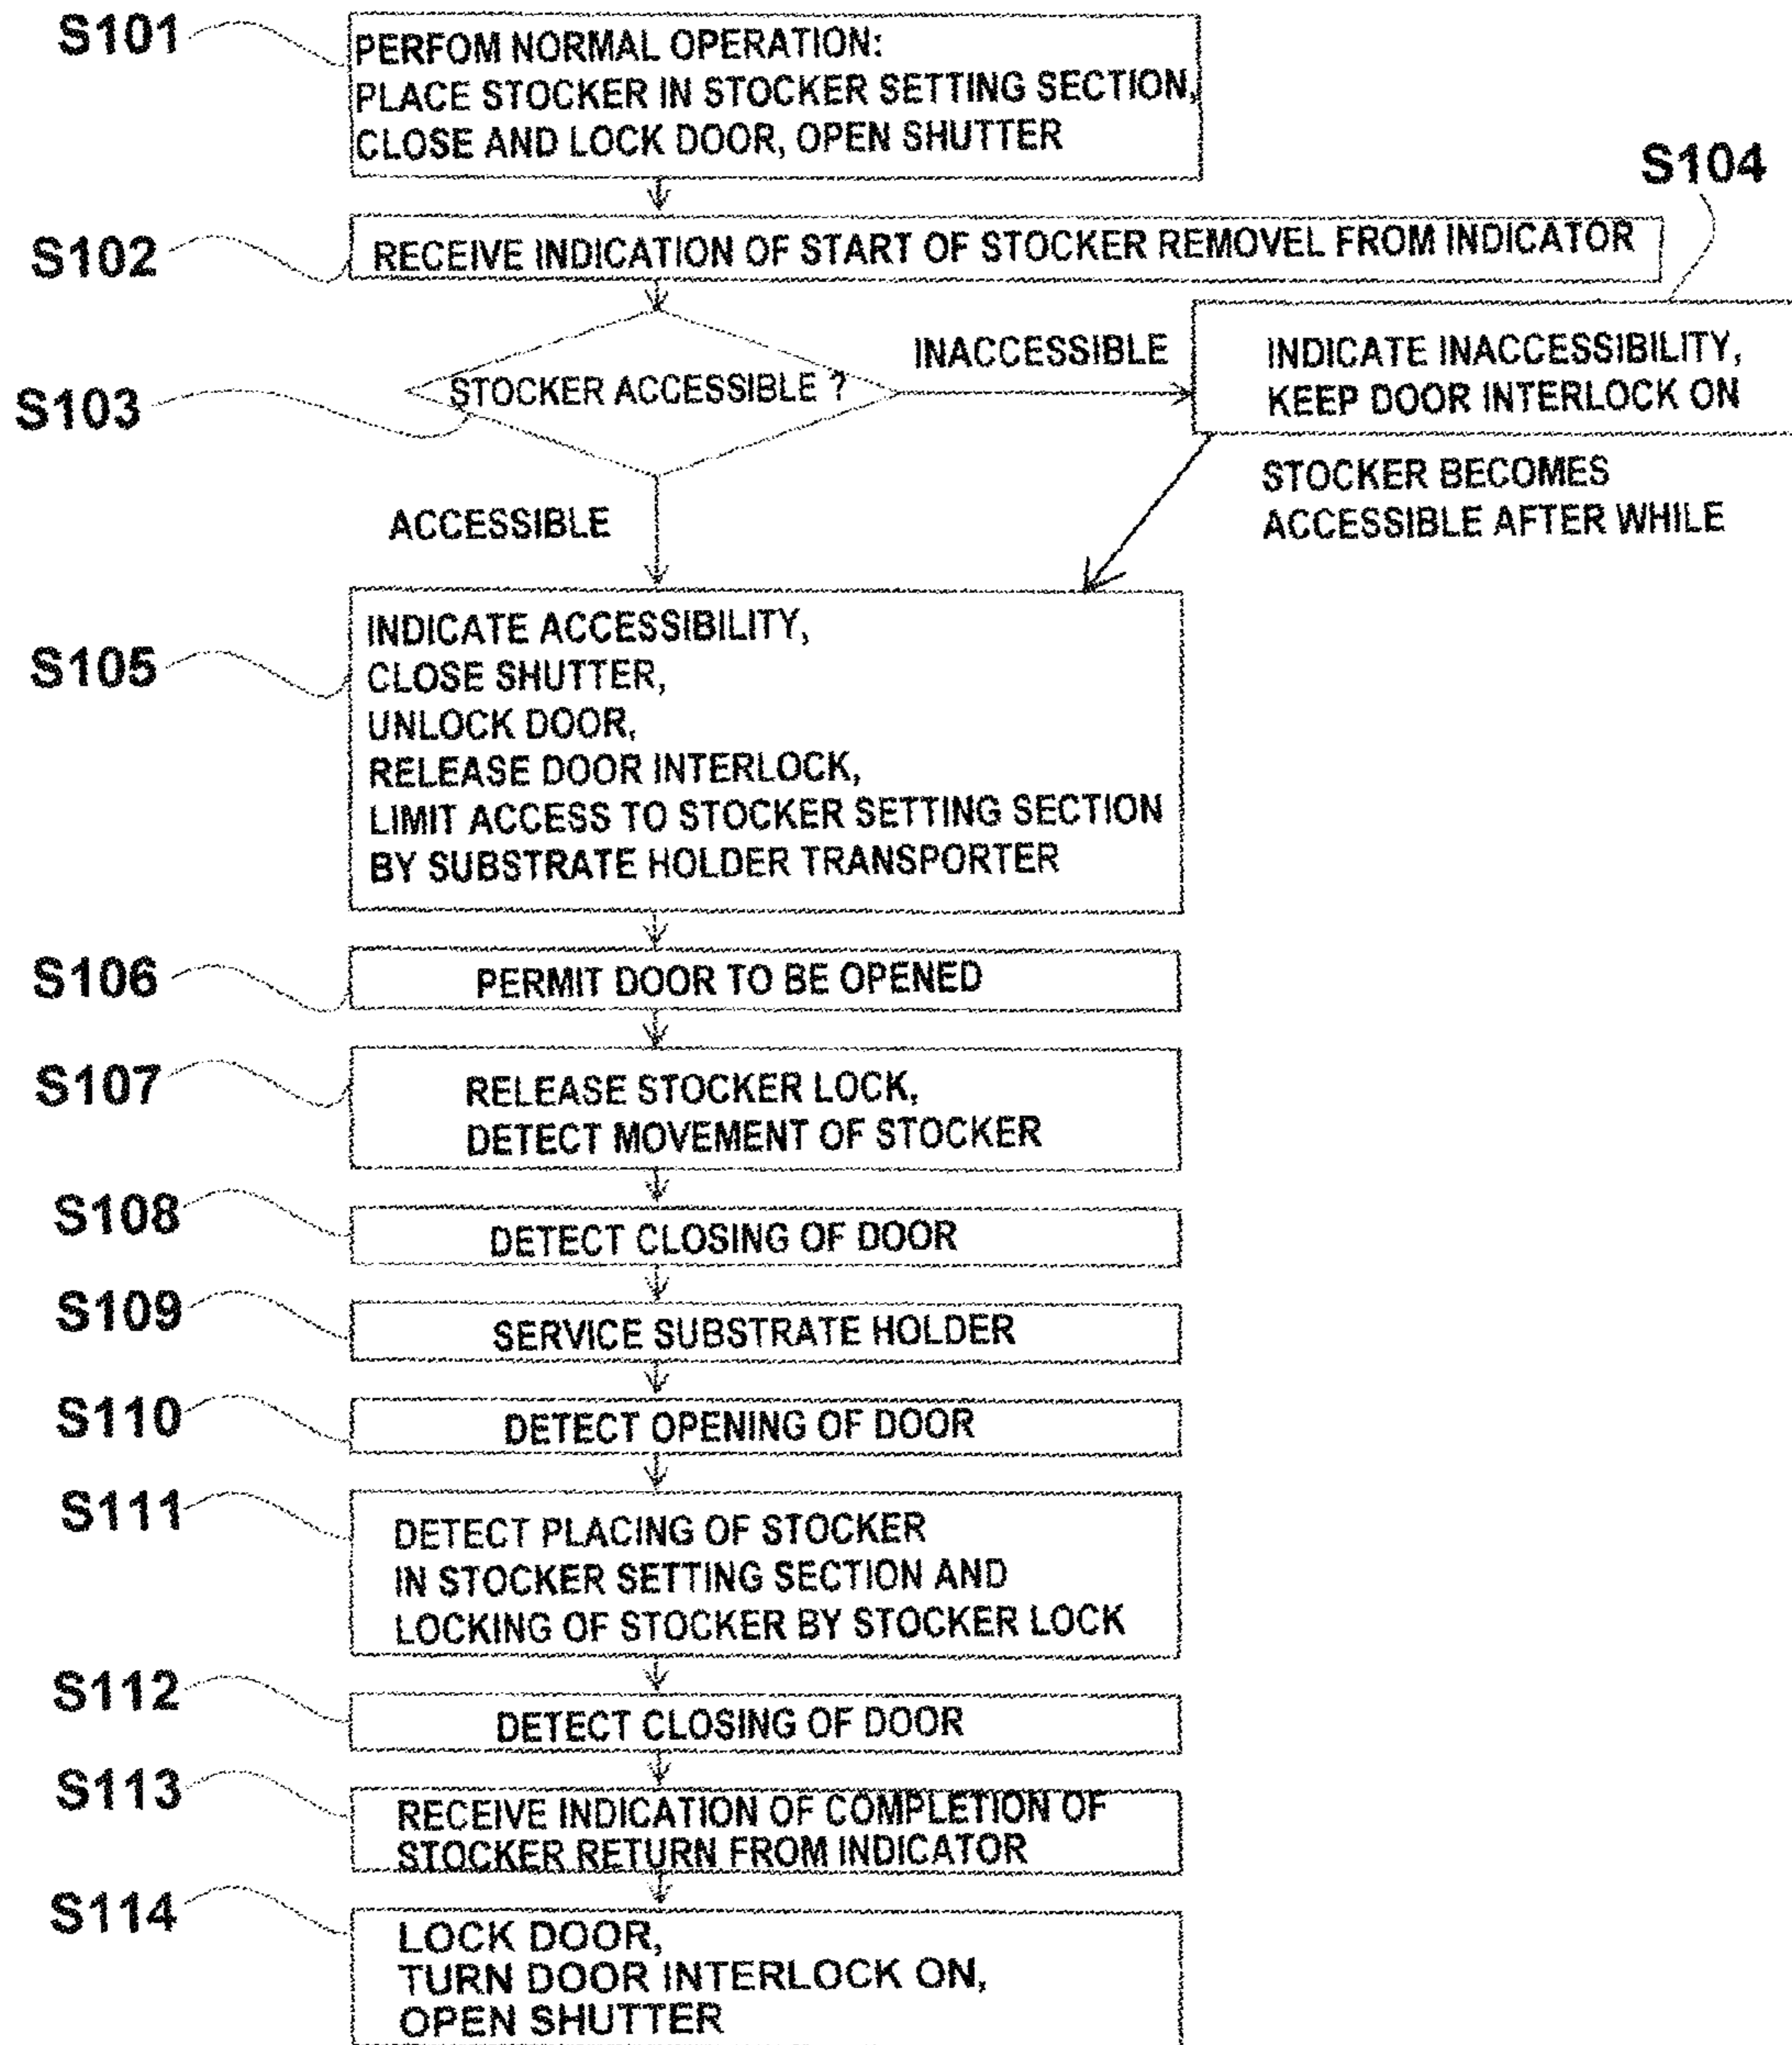 S101
PERFOM NORMAL OPERATION:
PLACE STOCKER IN STOCKER SETTING SECTION,
CLOSE AND LOCK DOOR, OPEN SHUTTER
S102
RECEIVE INDICATION OF START OF STOCKER REMOVEL FROM INDICATOR
S103
STOCKER ACCESSIBLE ?
INACCESSIBLE
S104
INDICATE INACCESSIBILITY,
KEEP DOOR INTERLOCK ON
STOCKER BECOMES
ACCESSIBLE AFTER WHILE
ACCESSIBLE
S105
INDICATE ACCESSIBILITY,
CLOSE SHUTTER,
UNLOCK DOOR,
RELEASE DOOR INTERLOCK,
LIMIT ACCESS TO STOCKER SETTING SECTION
BY SUBSTRATE HOLDER TRANSPORTER
S106
PERMIT DOOR TO BE OPENED
S107
RELEASE STOCKER LOCK,
DETECT MOVEMENT OF STOCKER
S108
DETECT CLOSING OF DOOR
S109
SERVICE SUBSTRATE HOLDER
S110
DETECT OPENING OF DOOR
S111
DETECT PLACING OF STOCKER
IN STOCKER SETTING SECTION AND
LOCKING OF STOCKER BY STOCKER LOCK
S112
DETECT CLOSING OF DOOR
S113
RECEIVE INDICATION OF COMPLETION OF
STOCKER RETURN FROM INDICATOR
S114
LOCK DOOR,
TURN DOOR INTERLOCK ON,
OPEN SHUTTER